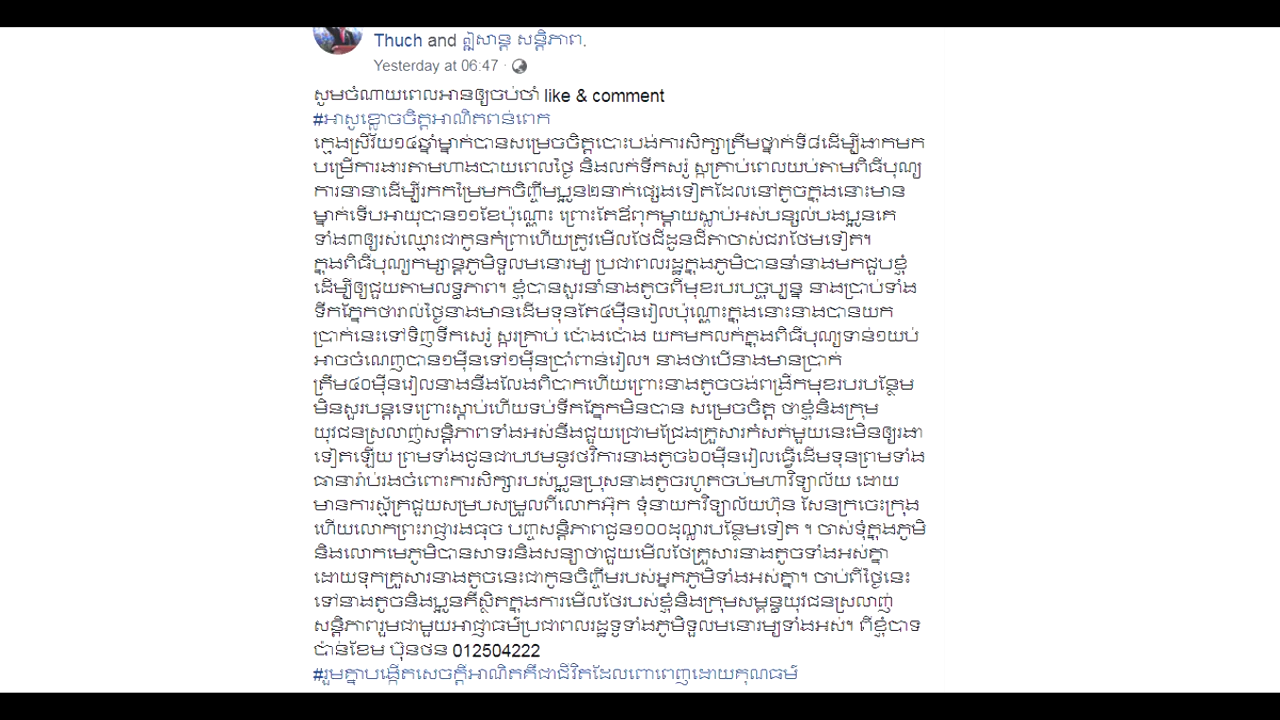 Thuch and ឦសាន្ត សន្តិភាព.
Yesterday at 06:47 ·
សូមចំណាយពេលអានឲ្យចប់ចាំ like & comment
#អាសូរខ្លោចចិត្តអាណិតពន់ពេក
ក្មេងស្រីវ័យ១៤ឆ្នាំម្នាក់បានសម្រេចចិត្តបោះបង់ការសិក្សាត្រឹមថ្នាក់ទី៨ដើម្បីងាកមក
បម្រើការងារតាមហាងបាយពេលថ្ងៃ និងលក់ទឹកសរ៉ូ ស្ករគ្រាប់ពេលយប់តាមពិធីបុណ្យ
ការនានាដើម្បីរកកម្រៃមកចិញ្ចឹមប្អូន២នាក់ផ្សេងទៀតដែលនៅតូចក្នុងនោះមាន
ម្នាក់ទើបអាយុបាន១១ខែប៉ុណ្ណោះ ព្រោះតែឪពុកម្តាយស្លាប់អស់បន្សល់បងប្អូនគេ
ទាំង៣ឲ្យរស់ឈ្មោះជាកូនកំព្រាហើយត្រូវមើលថែជីដូនជីតាចាស់ជរាថែមទៀត។
ក្នុងពិធីបុណ្យកម្សាន្តភូមិទួលមនោរម្យ ប្រជាពលរដ្ឋក្នុងភូមិបាននាំនាងមកជួបខ្ញុំ
ដើម្បីឲ្យជួយតាមលទ្ធភាព។ ខ្ញុំបានសួរនាំនាងតូចពីមុខរបរបច្ចុប្បន្ន នាងប្រាប់ទាំង
ទឹកភ្នែកថារាល់ថ្ងៃនាងមានដើមទុនតែ៤ម៉ឺនរៀលប៉ុណ្ណោះក្នុងនោះនាងបានយក
ប្រាក់នេះទៅទិញទឹកសេរ៉ូ ស្ករគ្រាប់ ប៉ោងប៉ោង យកមកលក់ក្នុងពិធីបុណ្យទាន់១យប់
អាចចំណេញបាន១ម៉ឺនទៅ១ម៉ឺនប្រាំពាន់រៀល។ នាងថាបើនាងមានប្រាក់
ត្រឹម៤០ម៉ឺនរៀលនាងនឹងលែងពិបាកហើយព្រោះនាងតូចចង់ពង្រិកមុខរបរបន្ថែម
មិនសួរបន្តទេព្រោះស្តាប់ហើយទប់ទឹកភ្នែកមិនបាន សម្រេចចិត្ត ថាខ្ញុំនិងក្រុម
យុវជនស្រលាញ់សន្តិភាពទាំងអស់នឹងជួយជ្រោមជ្រែងគ្រួសារកំសត់មួយនេះមិនឲ្យរងា
ទៀតឡើយ ព្រមទាំងជូនជាបឋមនូវថវិការនាងតូច៦០ម៉ឺនរៀលធ្វើដើមទុនព្រមទាំង
ធានារ៉ាប់រងចំពោះការសិក្សារបស់ប្អូនប្រុសនាងតូចរហូតចប់មហាវិទ្យាល័យ ដោយ
មានការស្ម័គ្រជួយសម្របសម្រួលពីលោកអ៊ុក ទុំនាយកវិទ្យាល័យហ៊ុន សែនក្រចេះក្រុង
ហើយលោកព្រះរាជ្ញារងធុច បញ្ចសន្តិភាពជូន១០០ដុល្លារបន្ថែមទៀត ។ ចាស់ទុំក្នុងភូមិ
និងលោកមេភូមិបានសាទរនិងសន្យាថាជួយមើលថែគ្រួសារនាងតូចទាំងអស់គ្នា
ដោយទុកគ្រួសារនាងតូចនេះជាកូនចិញ្ចឹមរបស់អ្នកភូមិទាំងអស់គ្នា។ ចាប់ពីថ្ងៃនេះ
ទៅនាងតូចនិងប្អូនគឺស្ថិតក្នុងការមើលថែរបស់ខ្ញុំនិងក្រុមសម្ពន្ធយុវជនស្រលាញ់
សន្តិភាពរួមជាមួយអាជ្ញាធម៌ប្រជាពលរដ្ឋទូទាំងភូមិទួលមនោរម្យទាំងអស់។ ពីខ្ញុំបាទ
ប៉ាន់ខែម ប៊ុនថន 012504222
#រួមគ្នាបង្កើតសេចក្តីអាណិតគឺជាជីវិតដែលពោពេញដោយគុណធម៌